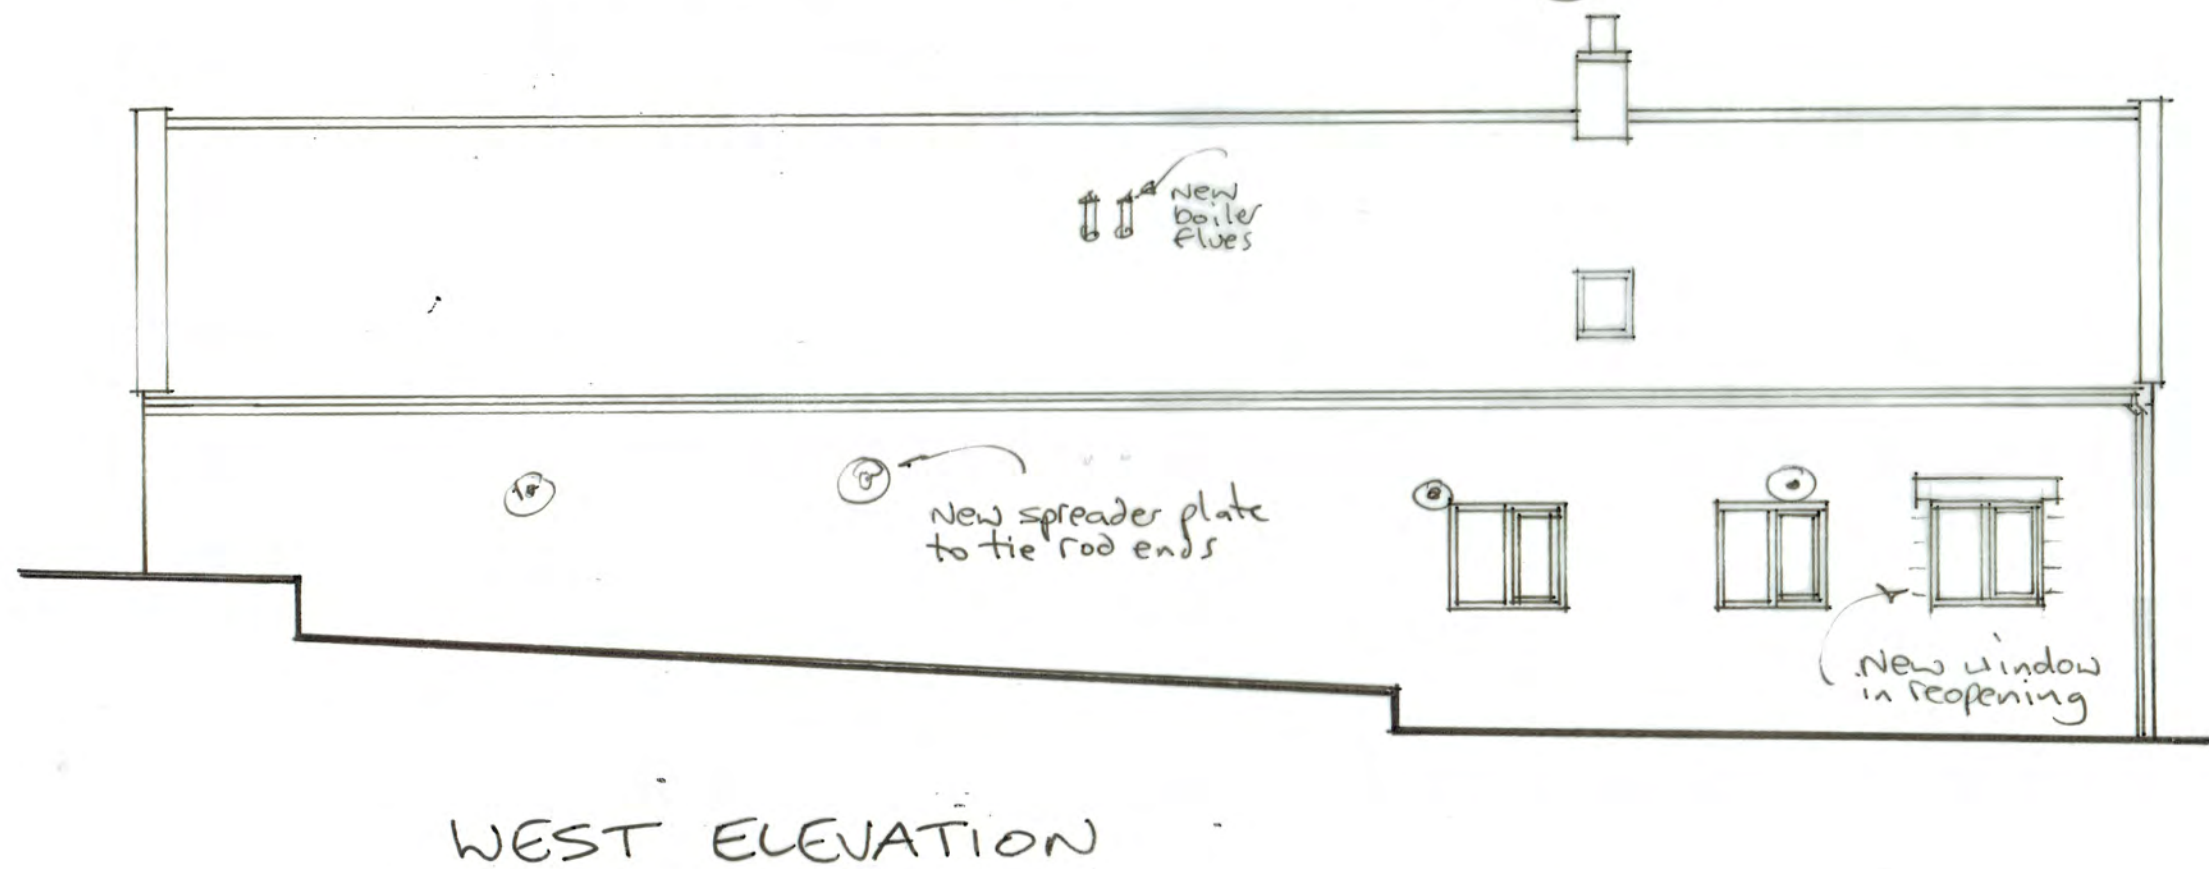 New
boiler
flues
New spreader plate
to tie rod ends
New window
in reopening
WEST ELEVATION